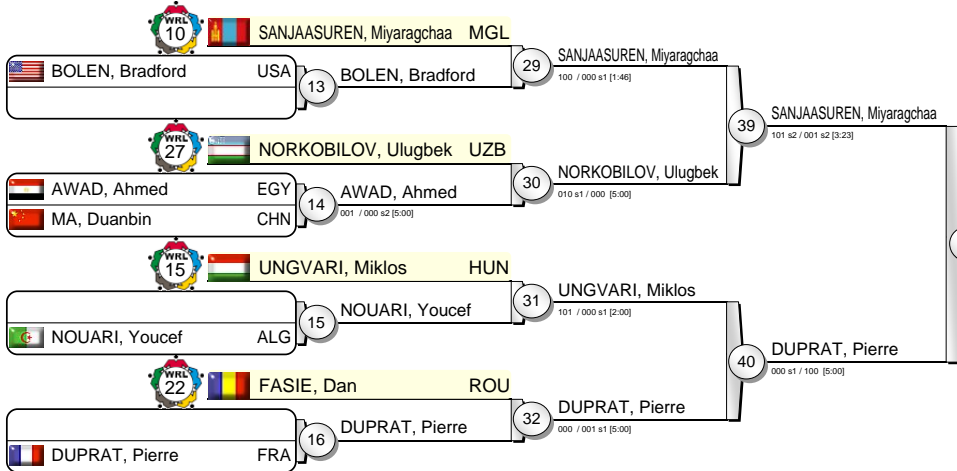 WRL
10
SANJAASUREN, Miyaragchaa MGL
BOLEN, Bradford USA
13
BOLEN, Bradford
29
SANJAASUREN, Miyaragchaa
100 / 000 s1 [1:46]
WRL
27
NORKOBILOV, Ulugbek UZB
AWAD, Ahmed EGY
MA, Duanbin CHN
14
AWAD, Ahmed
001 / 000 s2 [5:00]
30
NORKOBILOV, Ulugbek
010 s1 / 000 [5:00]
39
SANJAASUREN, Miyaragchaa
101 s2 / 001 s2 [3:23]
WRL
15
UNGVARI, Miklos HUN
NOUARI, Youcef ALG
15
NOUARI, Youcef
31
UNGVARI, Miklos
101 / 000 s1 [2:00]
WRL
22
FASIE, Dan ROU
DUPRAT, Pierre FRA
16
DUPRAT, Pierre
32
DUPRAT, Pierre
000 / 001 s1 [5:00]
40
DUPRAT, Pierre
000 s1 / 100 [5:00]